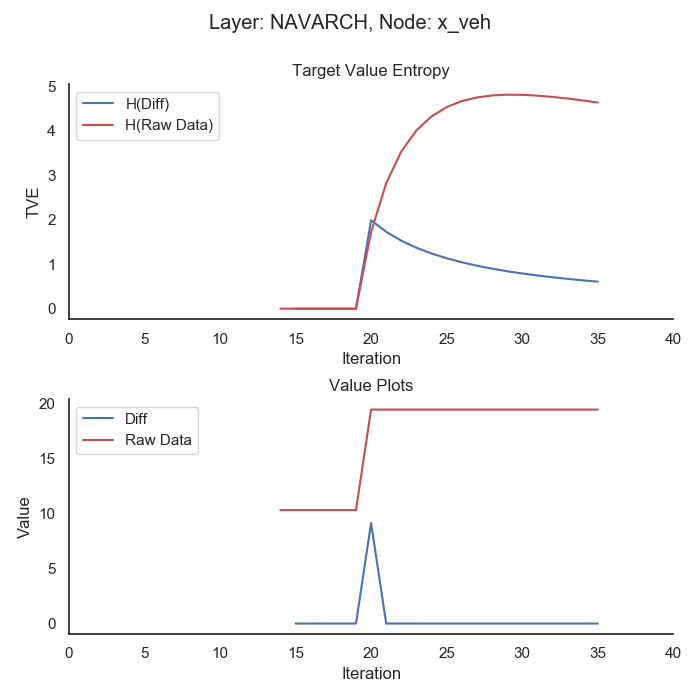 Layer: NAVARCH, Node: x_veh
Target Value Entropy
H(Diff)
H(Raw Data)
TVE
5
4
3
2
1
0
0 5 10 15 20 25 30 35 40
Iteration
Value Plots
Diff
Raw Data
Value
20
15
10
5
0
0 5 10 15 20 25 30 35 40
Iteration